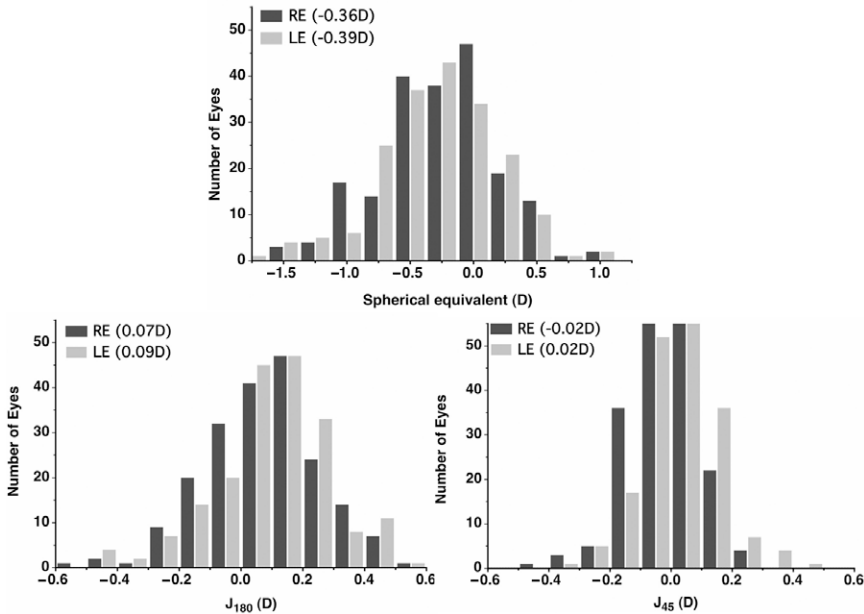 RE (-0.36D)
LE (-0.39D)
Number of Eyes
50
40
30
20
10
0
−1.5 −1.0 −0.5 0.0 0.5 1.0
Spherical equivalent (D)
RE (0.07D)
LE (0.09D)
Number of Eyes
50
40
30
20
10
0
−0.6 −0.4 −0.2 0.0 0.2 0.4 0.6
J180 (D)
RE (-0.02D)
LE (0.02D)
Number of Eyes
50
40
30
20
10
0
−0.6 −0.4 −0.2 0.0 0.2 0.4 0.6
J45 (D)